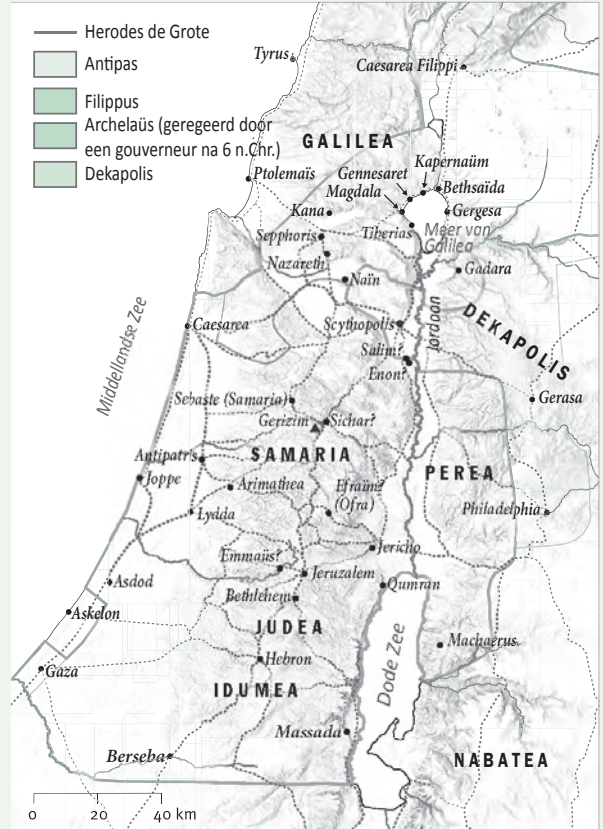 Herodes de Grote
Antipas
Filippus
Archelaüs (geregeerd door
een gouverneur na 6 n.Chr.)
Dekapolis
Tyrus
Caesarea Filippi
GALILEA
Kapernaüm
Gennesaret
Magdala
Bethsaïda
Ptolemaïs
Kana
Gergesa
Tiberias
Meer van
Galilea
Sepphoris
Nazareth
Gadara
Naïn
Middellandse Zee
Caesarea
Scythopolis
Jordaan
DEKAPOLIS
Salim?
Enon?
Sebaste (Samaria)
Gerasa
Gerizim
Sichar?
SAMARIA
Antipatris
PEREA
Joppe
Arimathea
Efraïm?
(Ofra)
Lydda
Philadelphia
Jericho
Emmaüs?
Jeruzalem
Asdod
Qumran
Bethlehem
Askelon
JUDEA
Machaerus
Hebron
Gaza
Dode Zee
IDUMEA
Massada
Berseba
NABATEA
0 20 40 km